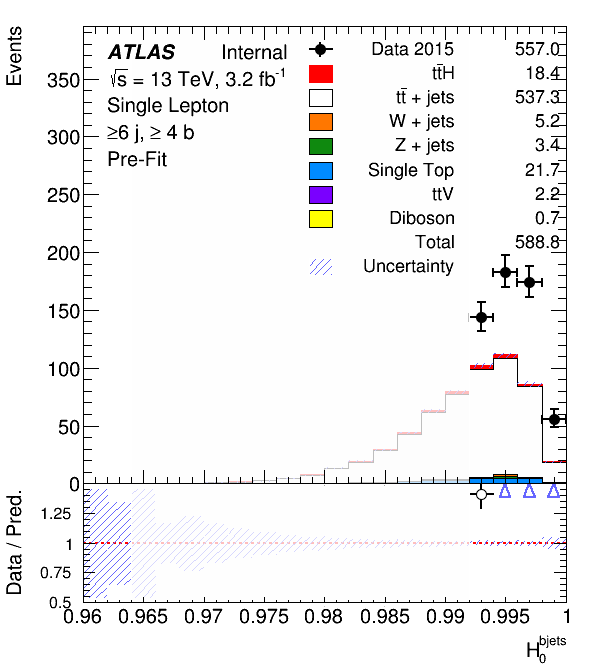 Events
ATLAS Internal
√s = 13 TeV, 3.2 fb⁻¹
Single Lepton
≥6 j, ≥ 4 b
Pre-Fit
Data 2015 557.0
tt̄H 18.4
tt̄ + jets 537.3
W + jets 5.2
Z + jets 3.4
Single Top 21.7
ttV 2.2
Diboson 0.7
Total 588.8
Uncertainty
350
300
250
200
150
100
50
0
Data / Pred.
1.25
1
0.75
0.5
0.96 0.965 0.97 0.975 0.98 0.985 0.99 0.995 1
H₀ᵇʲᵉᵗˢ